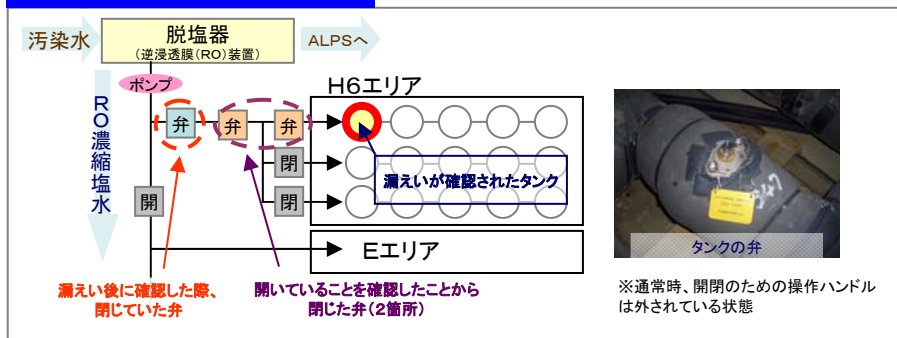 汚染水
脱塩器
(逆浸透膜(RO)装置)
ALPSへ
ポンプ
RO濃縮塩水
H6エリア
弁
弁
弁
閉
閉
開
漏えいが確認されたタンク
Eエリア
漏えい後に確認した際、
閉じていた弁
開いていることを確認したことから
閉じた弁(2箇所)
タンクの弁
※通常時、開閉のための操作ハンドル
は外されている状態